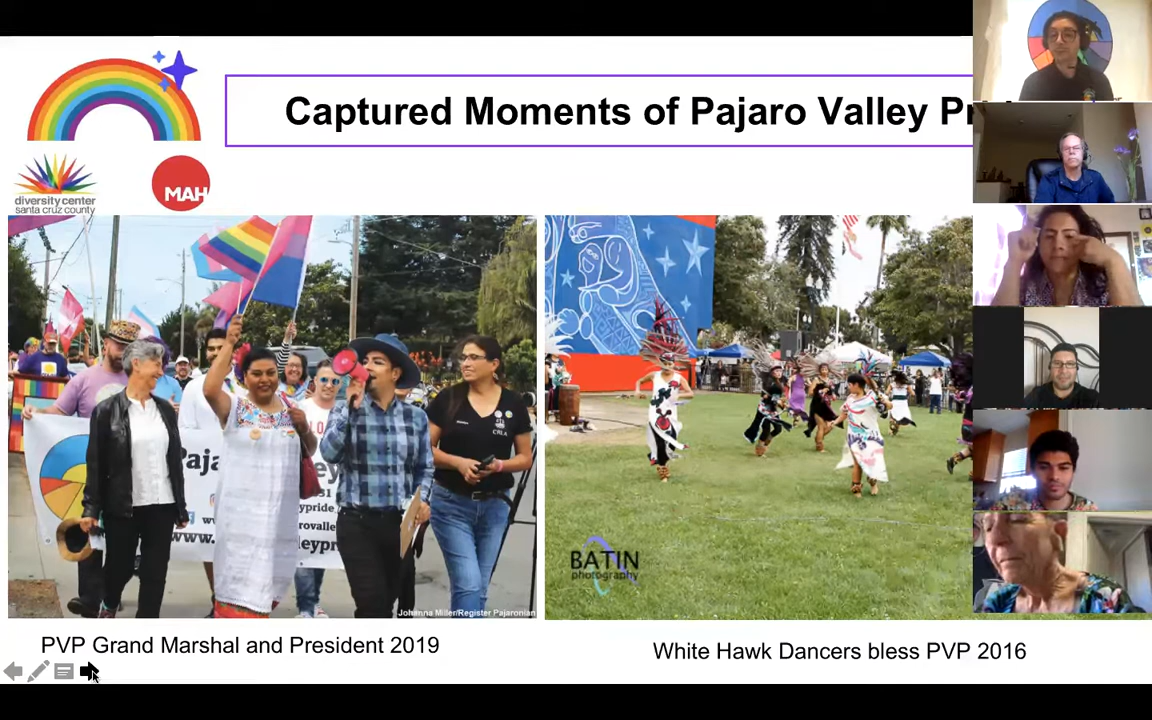 Captured Moments of Pajaro Valley Pr
diversity center
santa cruz county
MAH
Paja
www.
CRLA
BATIN
photography
Johanna Miller/Register Pajaronian
PVP Grand Marshal and President 2019
White Hawk Dancers bless PVP 2016